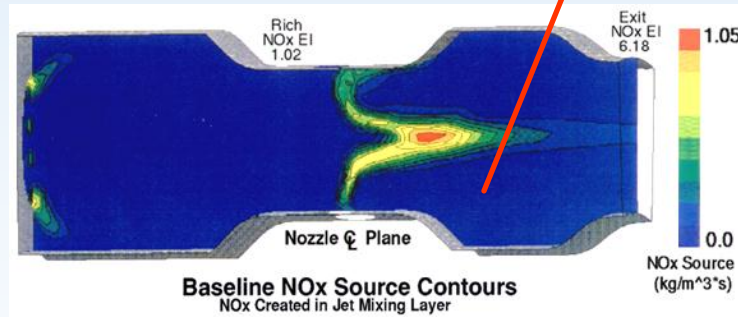 Rich
NOx EI
1.02
Exit
NOx EI
6.18
1.05
0.0
NOx Source
(kg/m^3*s)
Nozzle ℄ Plane
Baseline NOx Source Contours
NOx Created in Jet Mixing Layer